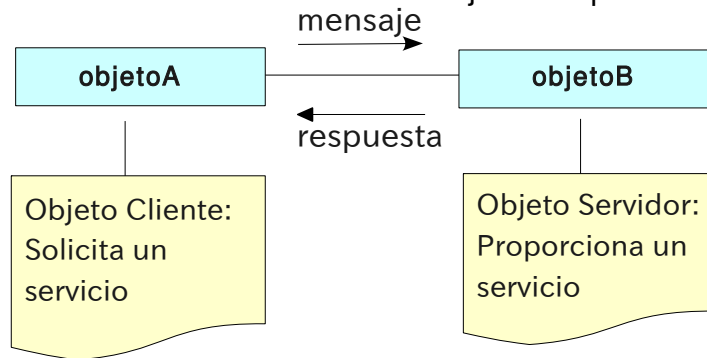 mensaje
objetoA
objetoB
respuesta
Objeto Cliente:
Solicita un
servicio
Objeto Servidor:
Proporciona un
servicio